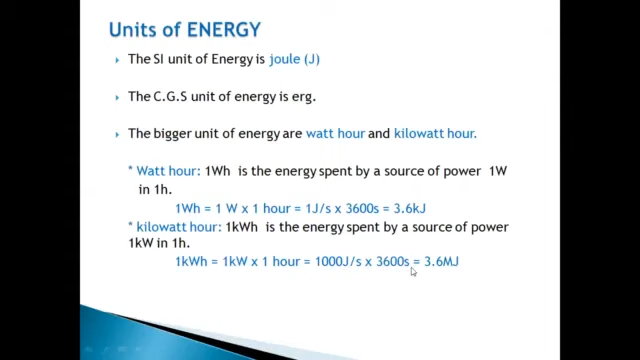 Units of ENERGY
The SI unit of Energy is joule (J)
The C.G.S unit of energy is erg.
The bigger unit of energy are watt hour and kilowatt hour.
* Watt hour: 1Wh is the energy spent by a source of power 1W
in 1h.
1Wh = 1 W x 1 hour = 1J/s x 3600s = 3.6kJ
* kilowatt hour: 1kWh is the energy spent by a source of power
1kW in 1h.
1kWh = 1kW x 1 hour = 1000J/s x 3600s = 3.6MJ